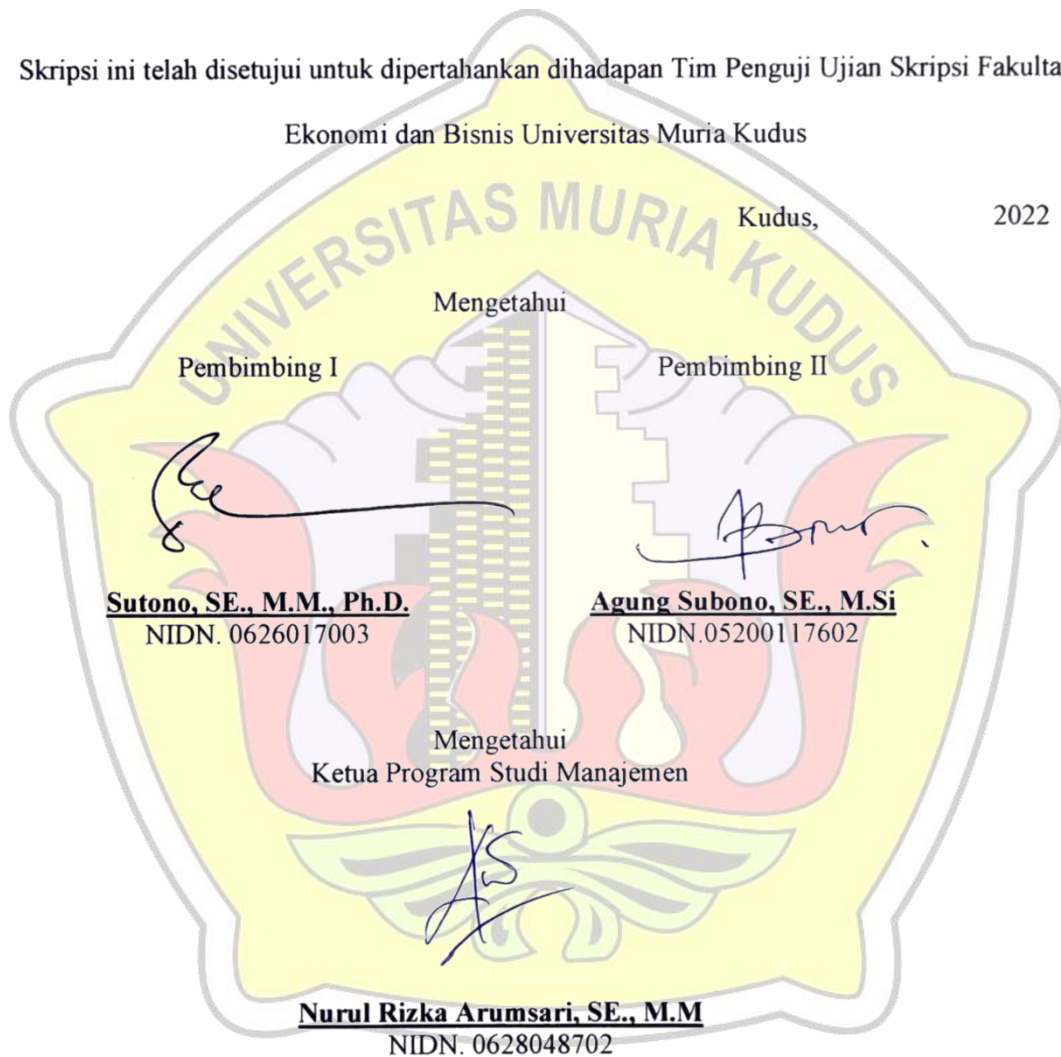 Skripsi ini telah disetujui untuk dipertahankan dihadapan Tim Penguji Ujian Skripsi Fakulta
Ekonomi dan Bisnis Universitas Muria Kudus
UNIVERSITAS MURIA KUDUS
Kudus, 2022
Mengetahui
Pembimbing I Pembimbing II
Sutono, SE., M.M., Ph.D. Agung Subono, SE., M.Si
NIDN. 0626017003 NIDN.05200117602
Mengetahui
Ketua Program Studi Manajemen
Nurul Rizka Arumsari, SE., M.M
NIDN. 0628048702